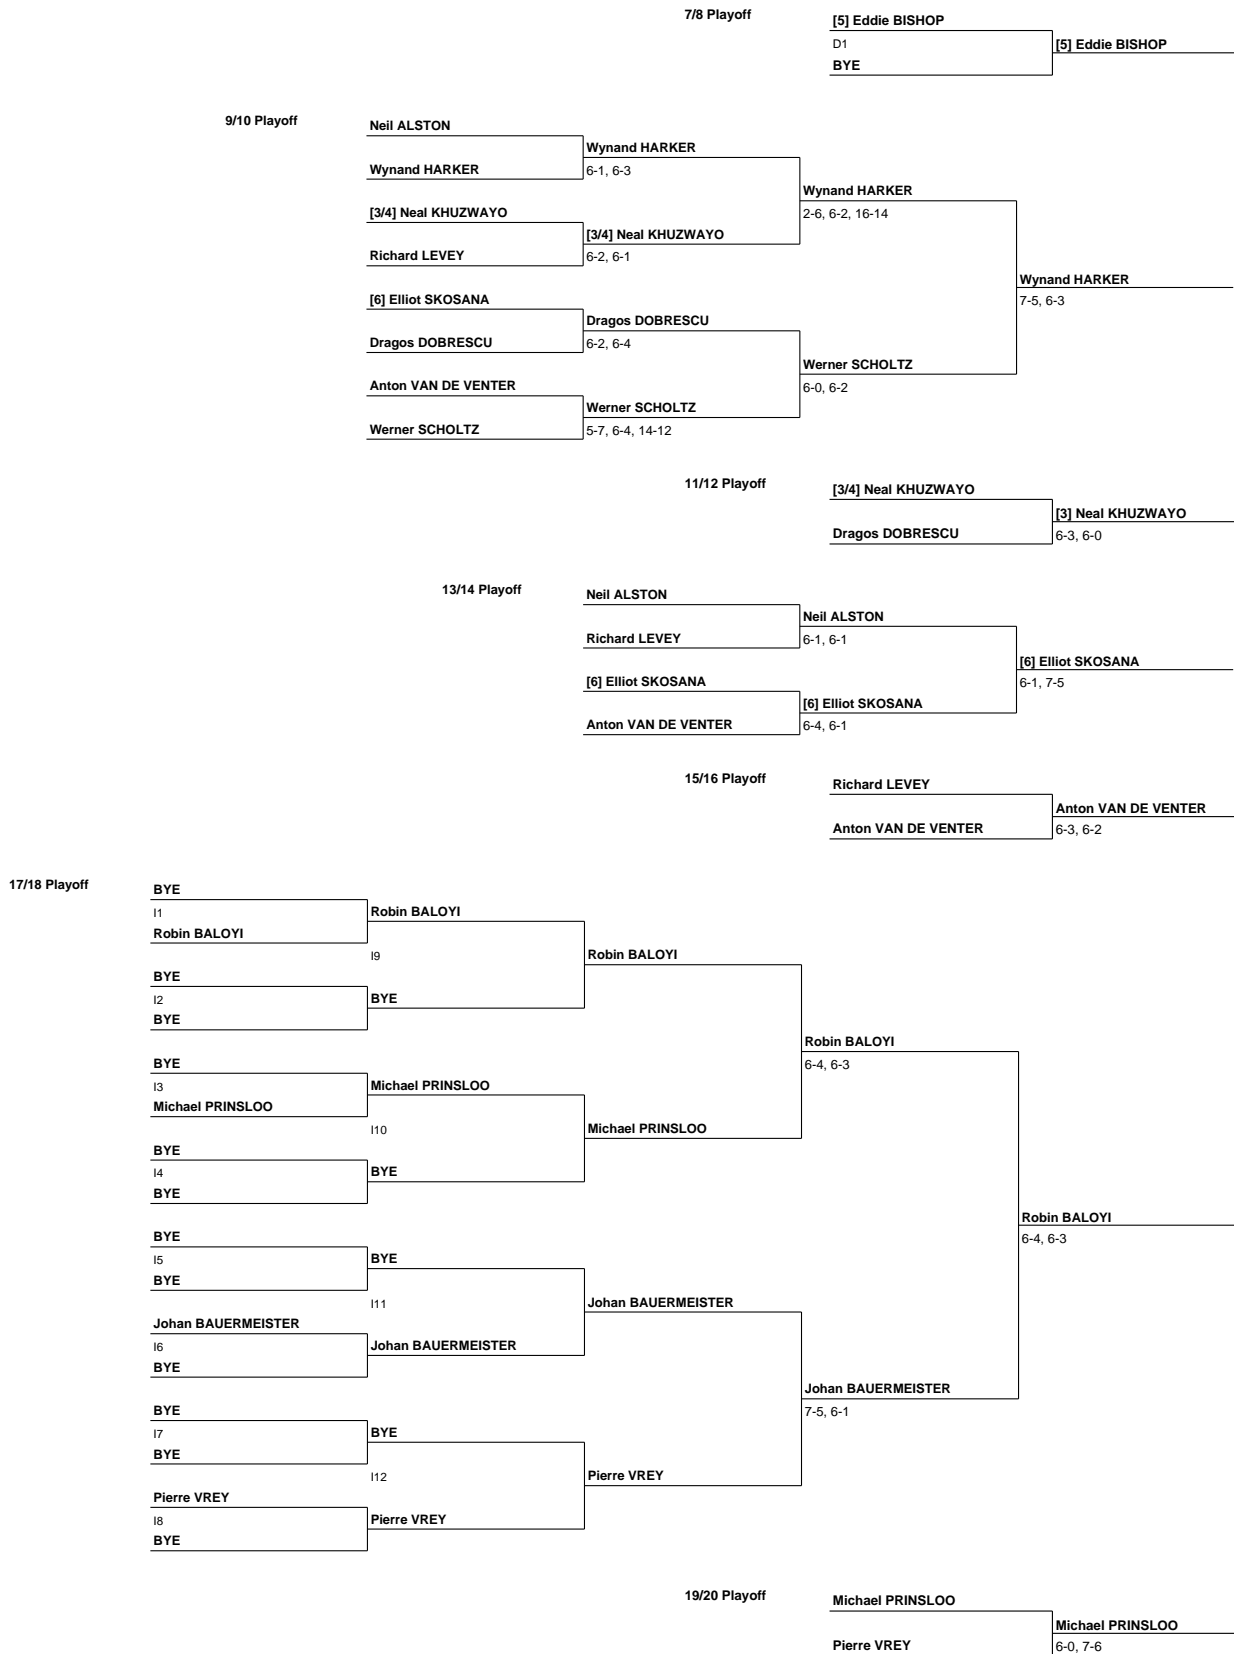 7/8 Playoff
[5] Eddie BISHOP
D1
BYE
[5] Eddie BISHOP
9/10 Playoff
Neil ALSTON
Wynand HARKER
Wynand HARKER
6-1, 6-3
[3/4] Neal KHUZWAYO
Richard LEVEY
[3/4] Neal KHUZWAYO
6-2, 6-1
Wynand HARKER
2-6, 6-2, 16-14
[6] Elliot SKOSANA
Dragos DOBRESCU
Dragos DOBRESCU
6-2, 6-4
Anton VAN DE VENTER
Werner SCHOLTZ
Werner SCHOLTZ
5-7, 6-4, 14-12
Werner SCHOLTZ
6-0, 6-2
Wynand HARKER
7-5, 6-3
11/12 Playoff
[3/4] Neal KHUZWAYO
Dragos DOBRESCU
[3] Neal KHUZWAYO
6-3, 6-0
13/14 Playoff
Neil ALSTON
Richard LEVEY
Neil ALSTON
6-1, 6-1
[6] Elliot SKOSANA
Anton VAN DE VENTER
[6] Elliot SKOSANA
6-4, 6-1
[6] Elliot SKOSANA
6-1, 7-5
15/16 Playoff
Richard LEVEY
Anton VAN DE VENTER
Anton VAN DE VENTER
6-3, 6-2
17/18 Playoff
BYE
I1
Robin BALOYI
Robin BALOYI
I9
BYE
I2
BYE
BYE
Robin BALOYI
BYE
I3
Michael PRINSLOO
Michael PRINSLOO
I10
BYE
I4
BYE
BYE
Michael PRINSLOO
Robin BALOYI
6-4, 6-3
BYE
I5
BYE
BYE
I11
Johan BAUERMEISTER
I6
BYE
Johan BAUERMEISTER
Johan BAUERMEISTER
BYE
I7
BYE
BYE
I12
Pierre VREY
I8
BYE
Pierre VREY
Pierre VREY
Johan BAUERMEISTER
7-5, 6-1
Robin BALOYI
6-4, 6-3
19/20 Playoff
Michael PRINSLOO
Pierre VREY
Michael PRINSLOO
6-0, 7-6